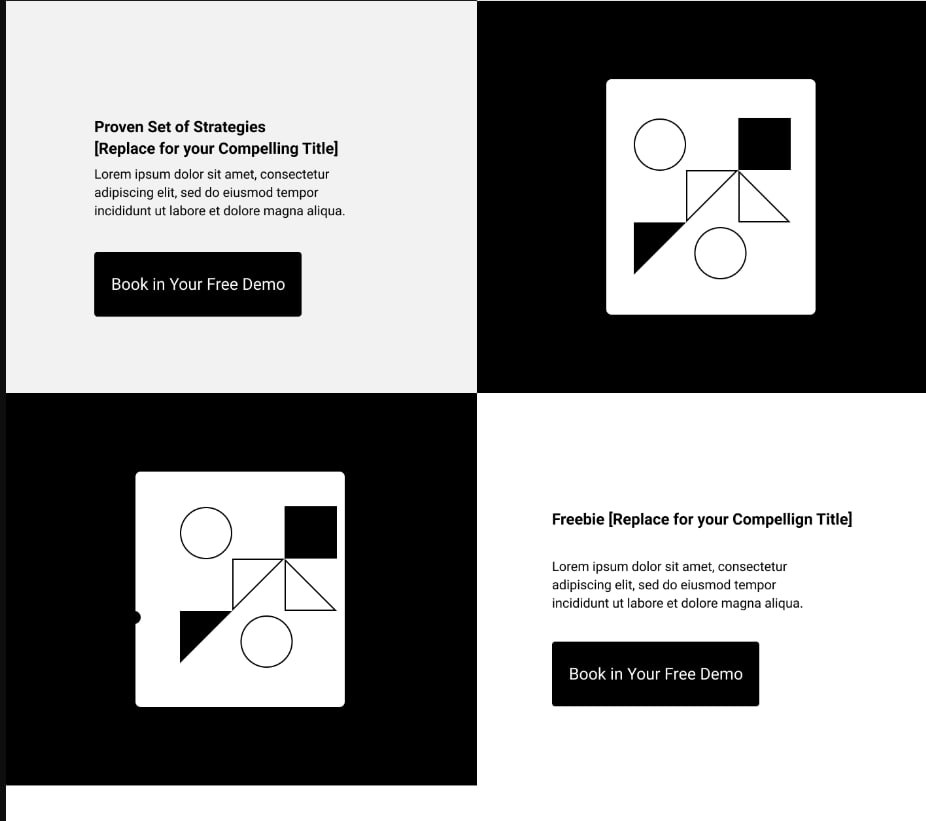 Proven Set of Strategies
[Replace for your Compelling Title]
Lorem ipsum dolor sit amet, consectetur
adipiscing elit, sed do eiusmod tempor
incididunt ut labore et dolore magna aliqua.
Book in Your Free Demo
Freebie [Replace for your Compellign Title]
Lorem ipsum dolor sit amet, consectetur
adipiscing elit, sed do eiusmod tempor
incididunt ut labore et dolore magna aliqua.
Book in Your Free Demo